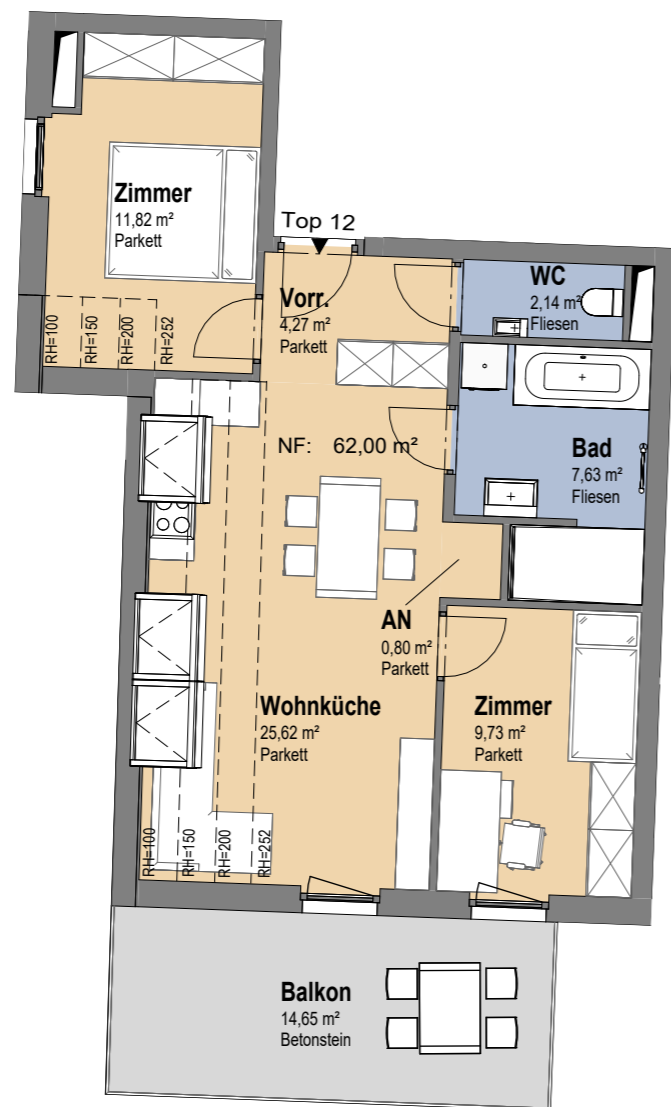 Zimmer
11,82 m²
Parkett
Top 12
WC
2,14 m²
Fliesen
Vorr.
4,27 m²
Parkett
RH=100
RH=150
RH=200
RH=252
NF: 62,00 m²
Bad
7,63 m²
Fliesen
AN
0,80 m²
Parkett
Wohnküche
25,62 m²
Parkett
Zimmer
9,73 m²
Parkett
RH=100
RH=150
RH=200
RH=252
Balkon
14,65 m²
Betonstein